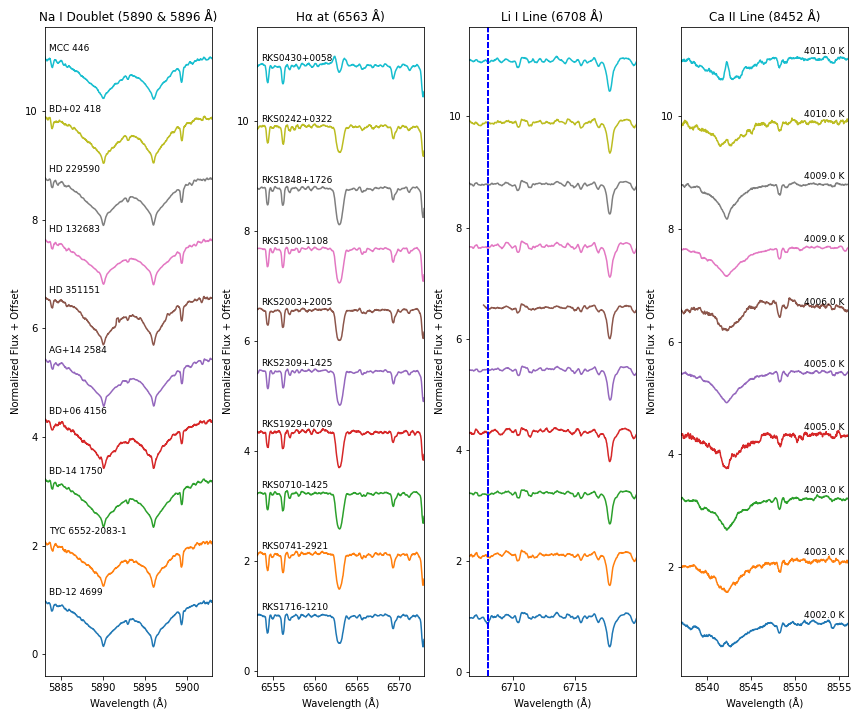 Na I Doublet (5890 & 5896 Å)
Hα at (6563 Å)
Li I Line (6708 Å)
Ca II Line (8452 Å)
MCC 446
BD+02 418
HD 229590
HD 132683
HD 351151
AG+14 2584
BD+06 4156
BD-14 1750
TYC 6552-2083-1
BD-12 4699
RKS0430+0058
RKS0242+0322
RKS1848+1726
RKS1500-1108
RKS2003+2005
RKS2309+1425
RKS1929+0709
RKS0710-1425
RKS0741-2921
RKS1716-1210
4011.0 K
4010.0 K
4009.0 K
4009.0 K
4006.0 K
4005.0 K
4005.0 K
4003.0 K
4003.0 K
4002.0 K
Normalized Flux + Offset
10
8
6
4
2
0
5885
5890
5895
5900
Wavelength (Å)
Normalized Flux + Offset
10
8
6
4
2
0
6555
6560
6565
6570
Wavelength (Å)
Normalized Flux + Offset
10
8
6
4
2
0
6710
6715
Wavelength (Å)
Normalized Flux + Offset
10
8
6
4
2
8540
8545
8550
8555
Wavelength (Å)